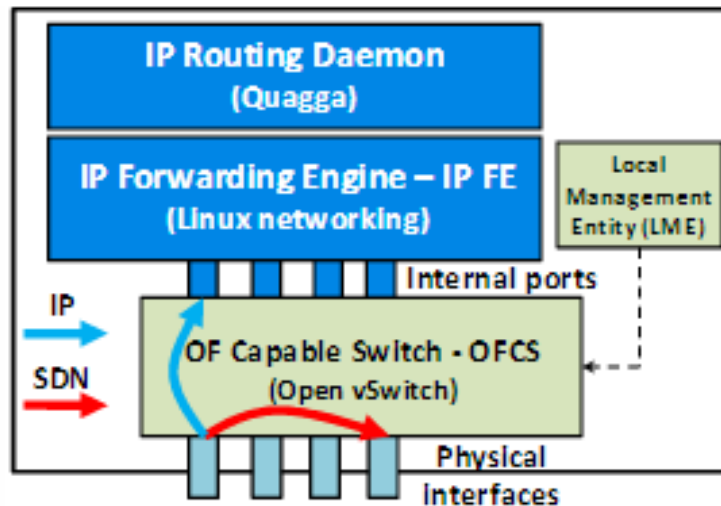 IP Routing Daemon
(Quagga)
IP Forwarding Engine – IP FE
(Linux networking)
Local
Management
Entity (LME)
Internal ports
IP
OF Capable Switch - OFCS
(Open vSwitch)
SDN
Physical
interfaces